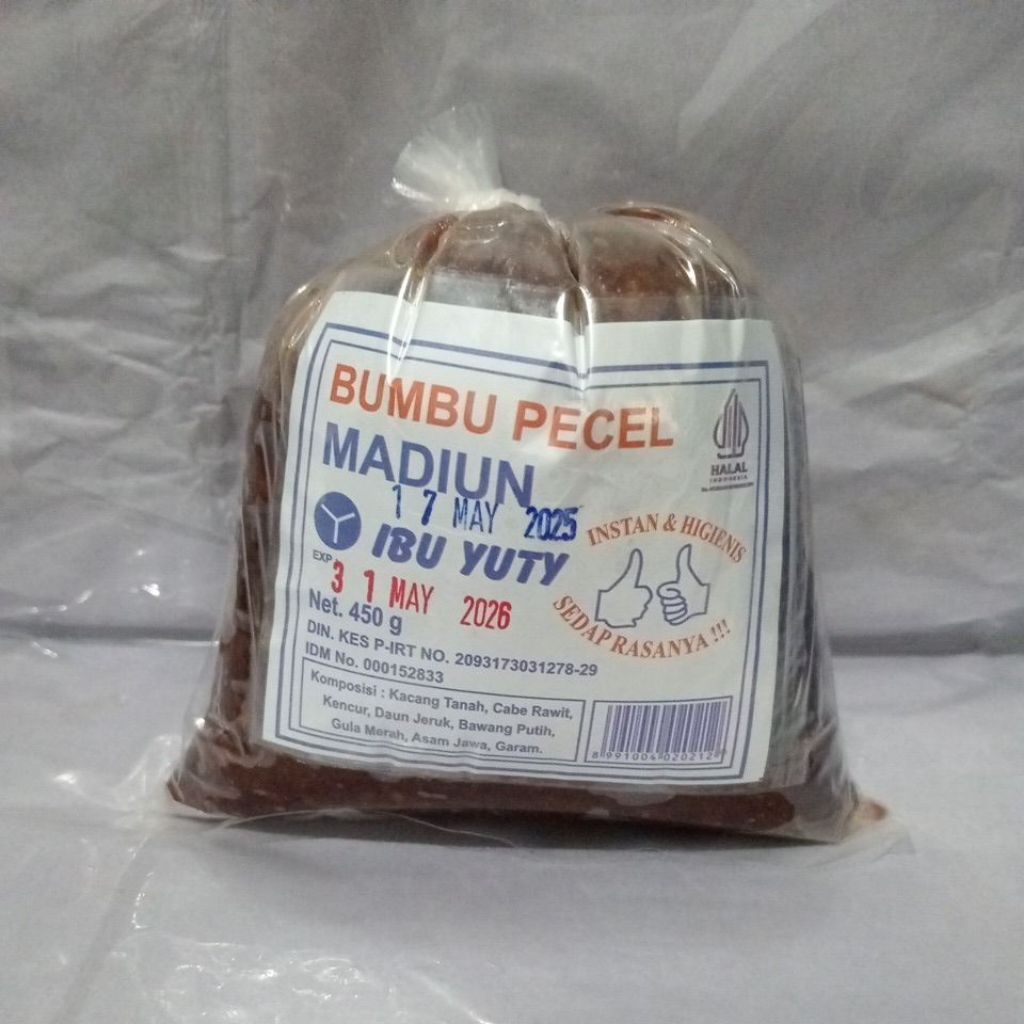 BUMBU PECEL
MADIUN
17 MAY 2025
IBU YUTY
EXP.
31 MAY 2026
Net. 450 g
DIN. KES P-IRT NO. 2093173031278-29
IDM No. 000152833
Komposisi : Kacang Tanah, Cabe Rawit,
Kencur, Daun Jeruk, Bawang Putih,
Gula Merah, Asam Jawa, Garam.
HALAL
INDONESIA
INSTAN & HIGIENIS
SEDAP RASANYA !!!